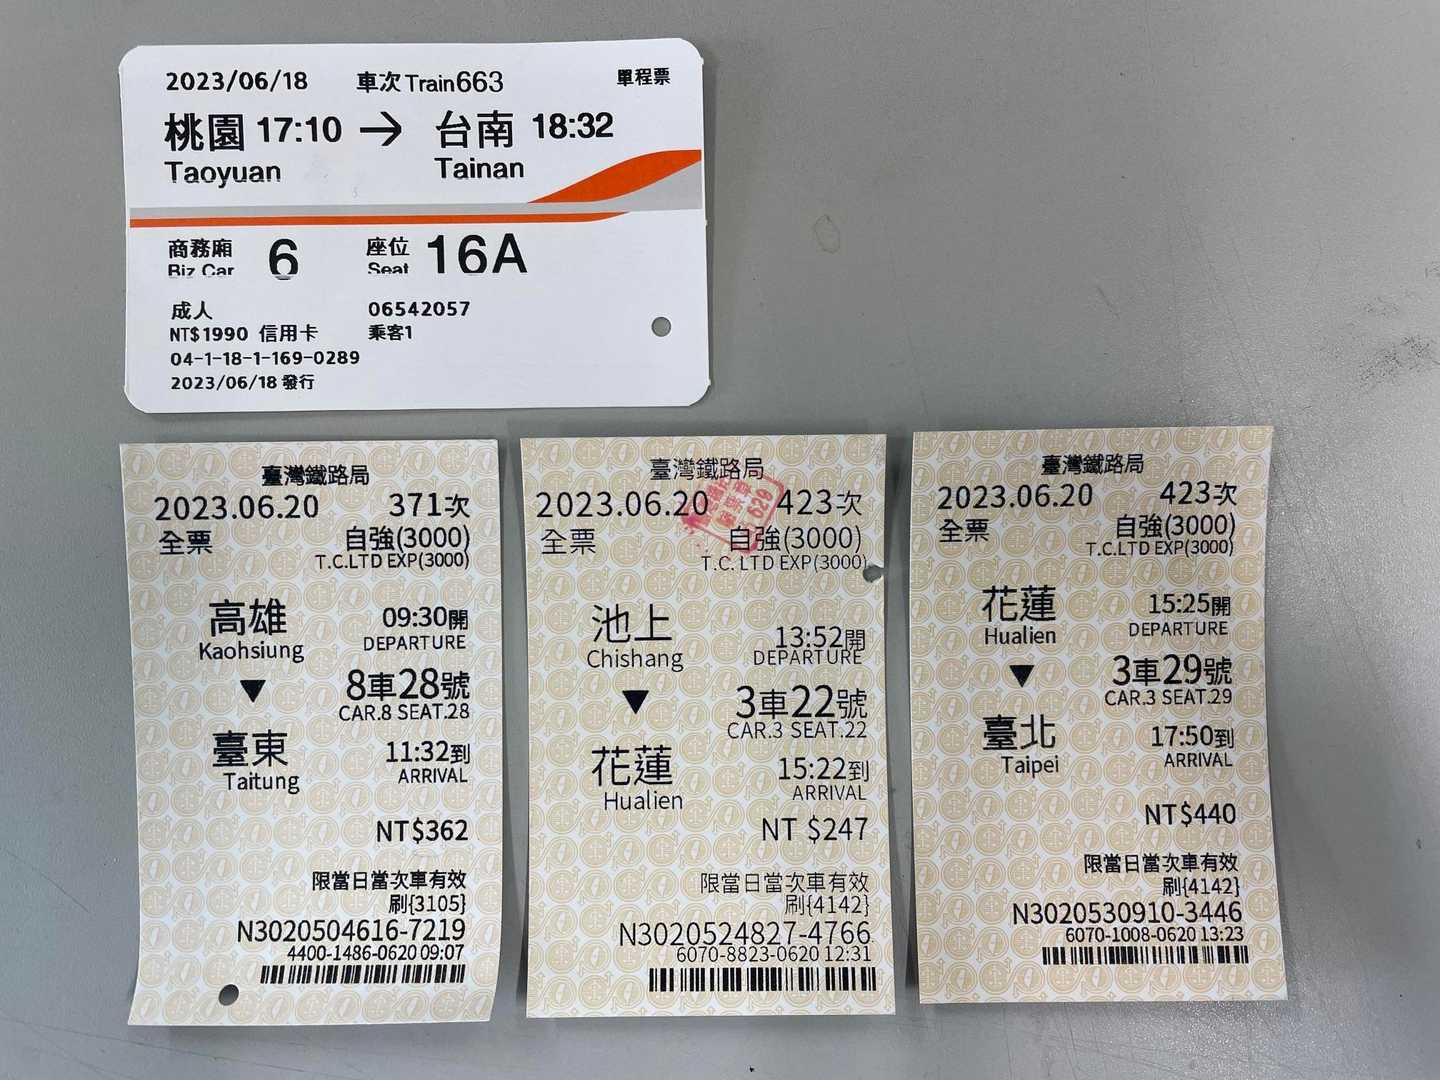 2023/06/18 車次Train663 單程票
桃園 17:10 → 台南 18:32
Taoyuan Tainan
商務廂 6 座位 16A
Biz Car Seat
成人 06542057
NT$1990 信用卡 乘客1
04-1-18-1-169-0289
2023/06/18 發行
臺灣鐵路局
2023.06.20 371次
全票 自強(3000)
T.C.LTD EXP(3000)
高雄 09:30開
Kaohsiung DEPARTURE
▼ 8車28號
CAR.8 SEAT.28
臺東 11:32到
Taitung ARRIVAL
NT$362
限當日當次車有效
刷{3105}
N3020504616-7219
4400-1486-0620 09:07
臺灣鐵路局
2023.06.20 423次
全票 自強(3000)
T.C.LTD EXP(3000)
629
池上 13:52開
Chishang DEPARTURE
▼ 3車22號
CAR.3 SEAT.22
花蓮 15:22到
Hualien ARRIVAL
NT $247
限當日當次車有效
刷{4142}
N3020524827-4766
6070-8823-0620 12:31
臺灣鐵路局
2023.06.20 423次
全票 自強(3000)
T.C.LTD EXP(3000)
花蓮 15:25開
Hualien DEPARTURE
▼ 3車29號
CAR.3 SEAT.29
臺北 17:50到
Taipei ARRIVAL
NT$440
限當日當次車有效
刷{4142}
N3020530910-3446
6070-1008-0620 13:23